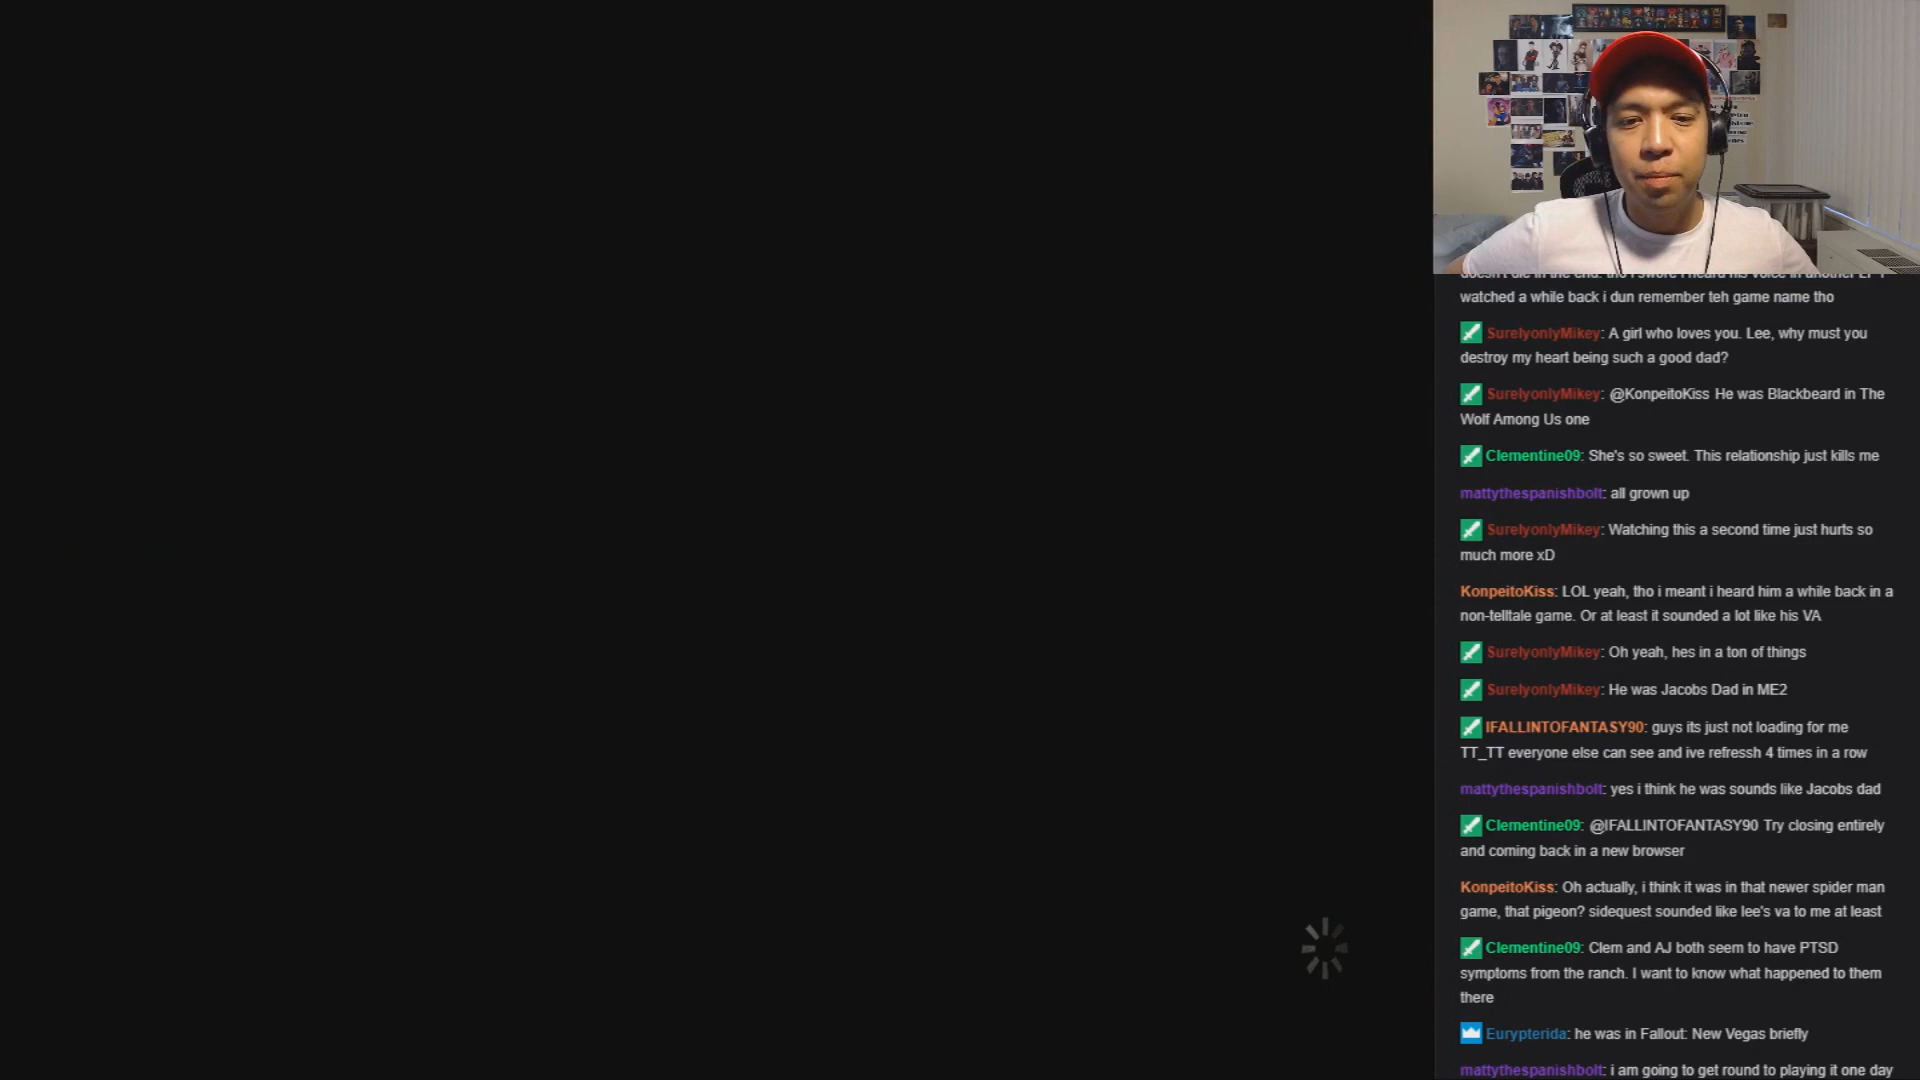 watched a while back i dun remember teh game name tho
SurelyonlyMikey: A girl who loves you. Lee, why must you
destroy my heart being such a good dad?
SurelyonlyMikey: @KonpeitoKiss He was Blackbeard in The
Wolf Among Us one
Clementine09: She's so sweet. This relationship just kills me
mattythespanishbolt: all grown up
SurelyonlyMikey: Watching this a second time just hurts so
much more xD
KonpeitoKiss: LOL yeah, tho i meant i heard him a while back in a
non-telltale game. Or at least it sounded a lot like his VA
SurelyonlyMikey: Oh yeah, hes in a ton of things
SurelyonlyMikey: He was Jacobs Dad in ME2
IFALLINTOFANTASY90: guys its just not loading for me
TT_TT everyone else can see and ive refressh 4 times in a row
mattythespanishbolt: yes i think he was sounds like Jacobs dad
Clementine09: @IFALLINTOFANTASY90 Try closing entirely
and coming back in a new browser
KonpeitoKiss: Oh actually, i think it was in that newer spider man
game, that pigeon? sidequest sounded like lee's va to me at least
Clementine09: Clem and AJ both seem to have PTSD
symptoms from the ranch. I want to know what happened to them
there
Eurypterida: he was in Fallout: New Vegas briefly
mattythespanishbolt: i am going to get round to playing it one day